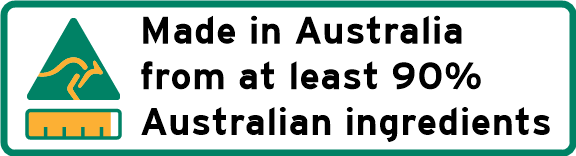 Made in Australia
from at least 90%
Australian ingredients